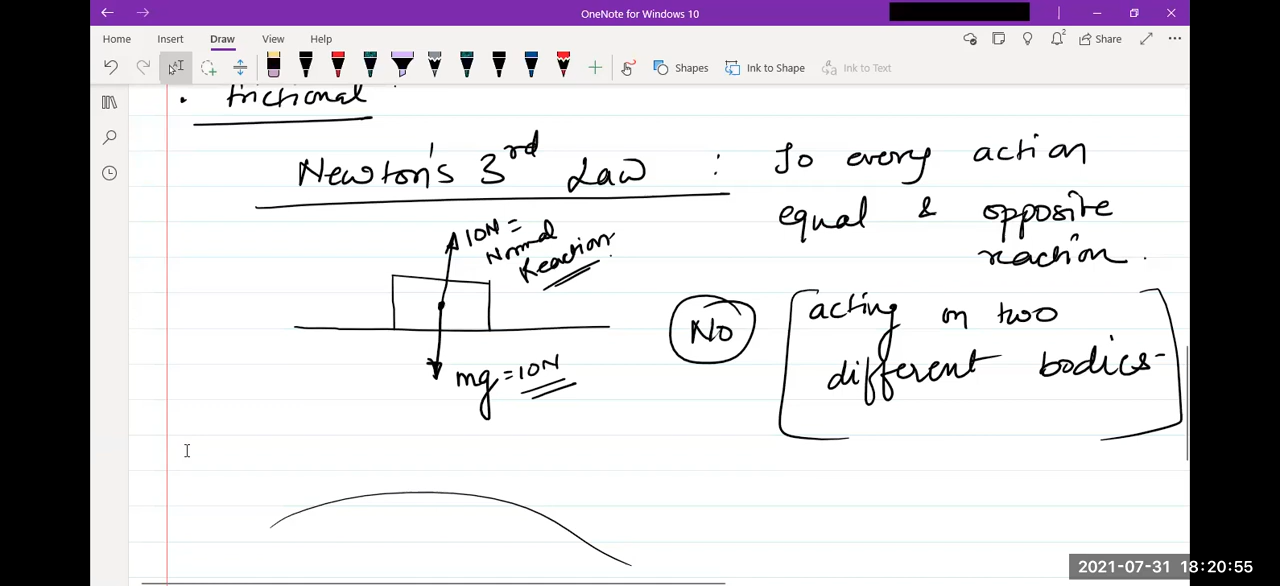 OneNote for Windows 10
Home Insert Draw View Help
Share
Shapes Ink to Shape Ink to Text
• frictional
Newton's 3rd Law : To every action
equal & opposite
reaction.
10N =
Normal
Reaction
mg = 10N
No
acting on two
different bodies
2021-07-31 18:20:55